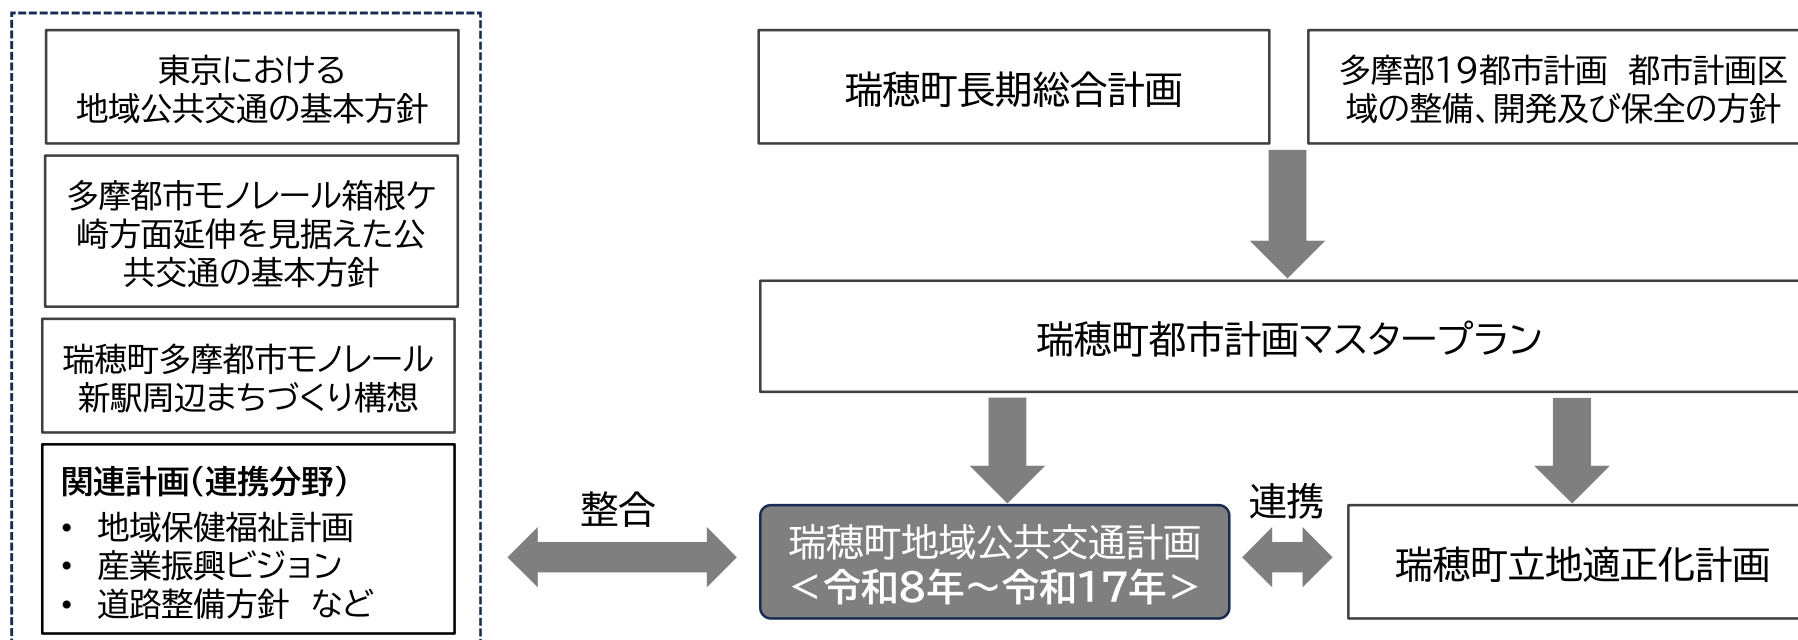 東京における
地域公共交通の基本方針
多摩都市モノレール箱根ケ
崎方面延伸を見据えた公
共交通の基本方針
瑞穂町多摩都市モノレール
新駅周辺まちづくり構想
関連計画(連携分野)
• 地域保健福祉計画
• 産業振興ビジョン
• 道路整備方針　など
整合
瑞穂町長期総合計画
多摩部19都市計画　都市計画区
域の整備、開発及び保全の方針
瑞穂町都市計画マスタープラン
瑞穂町地域公共交通計画
<令和8年～令和17年>
連携
瑞穂町立地適正化計画